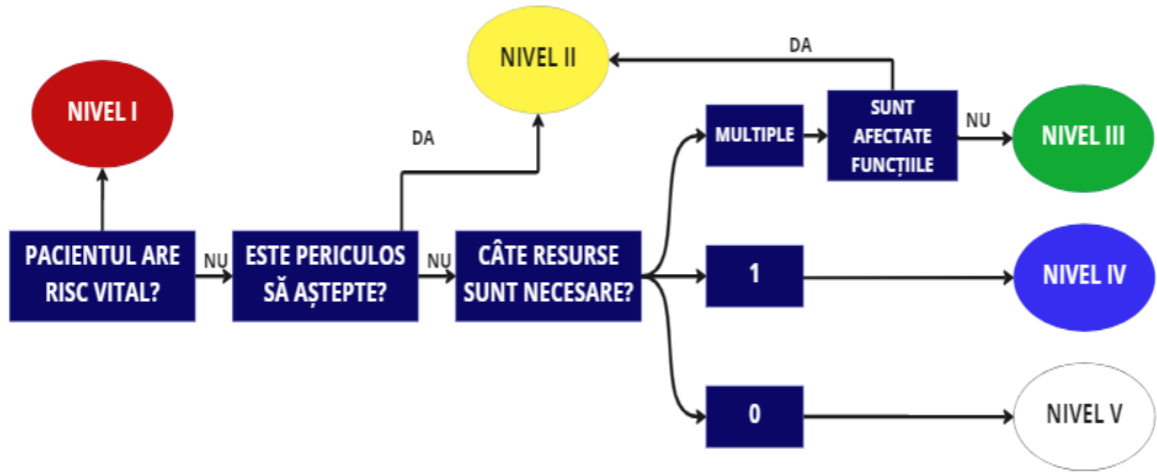 NIVEL I
PACIENTUL ARE
RISC VITAL?
NU
ESTE PERICULOS
SĂ AȘTEPTE?
DA
NIVEL II
NU
CÂTE RESURSE
SUNT NECESARE?
MULTIPLE
SUNT
AFECTATE
FUNCȚIILE
DA
NU
NIVEL III
1
NIVEL IV
0
NIVEL V